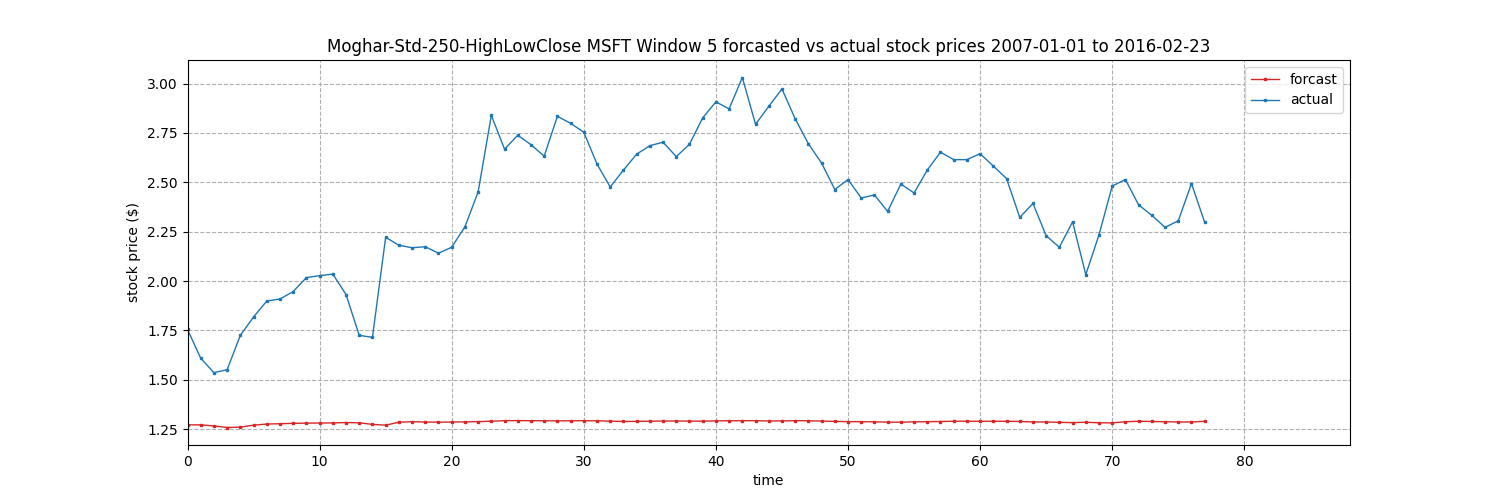 Moghar-Std-250-HighLowClose MSFT Window 5 forcasted vs actual stock prices 2007-01-01 to 2016-02-23
forcast
actual
stock price ($)
3.00
2.75
2.50
2.25
2.00
1.75
1.50
1.25
0 10 20 30 40 50 60 70 80
time